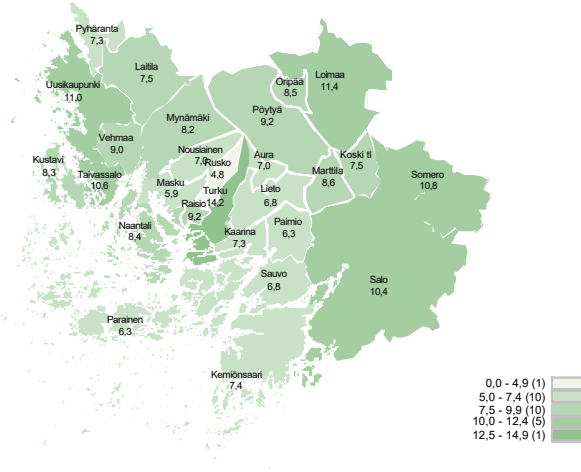 Pyhäranta
7,3
Laitila
7,5
Uusikaupunki
11,0
Loimaa
11,4
Oripää
8,5
Pöytyä
9,2
Mynämäki
8,2
Vehmaa
9,0
Kustavi
8,3
Taivassalo
10,6
Nousiainen
7,0
Rusko
4,8
Aura
7,0
Koski tl
7,5
Marttila
8,6
Somero
10,8
Masku
5,9
Turku
14,2
Lieto
6,8
Raisio
9,2
Naantali
8,4
Kaarina
7,3
Paimio
6,3
Sauvo
6,8
Salo
10,4
Parainen
6,3
Kemiönsaari
7,4
0,0 - 4,9 (1)
5,0 - 7,4 (10)
7,5 - 9,9 (10)
10,0 - 12,4 (5)
12,5 - 14,9 (1)